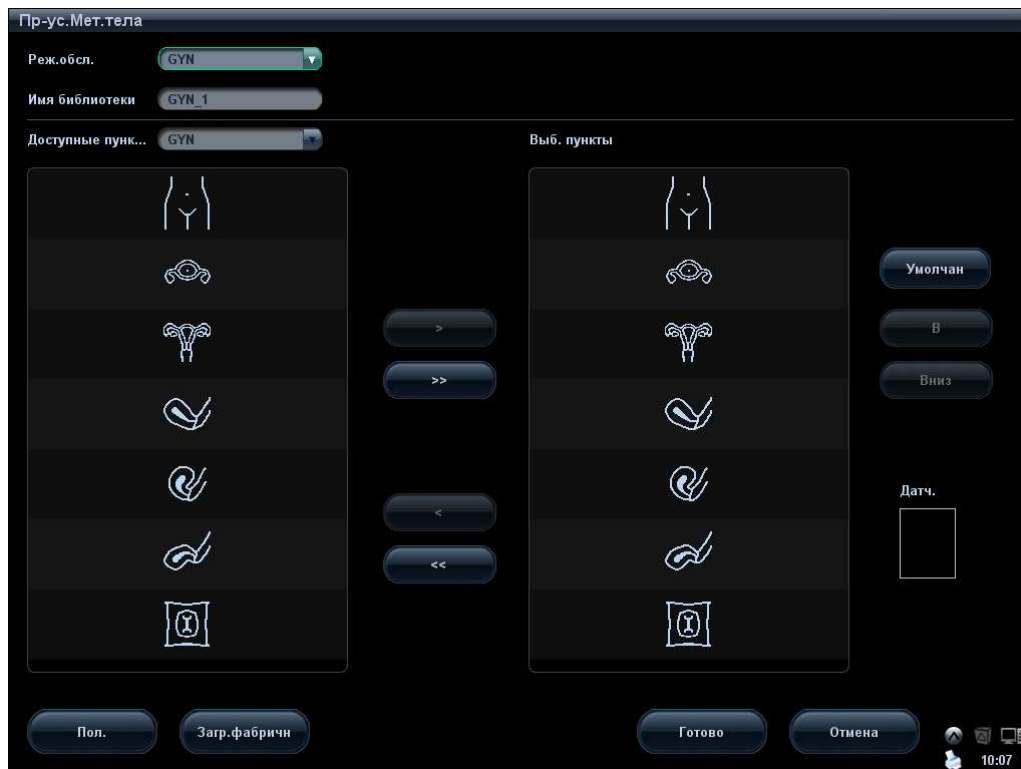 Пр-ус.Мет.тела
Реж.обсл. GYN
Имя библиотеки GYN_1
Доступные пунк... GYN Выб. пункты
Умолчан
> В
>> Вниз
Датч.
<
<<
Пол. Загр.фабричн Готово Отмена
10:07